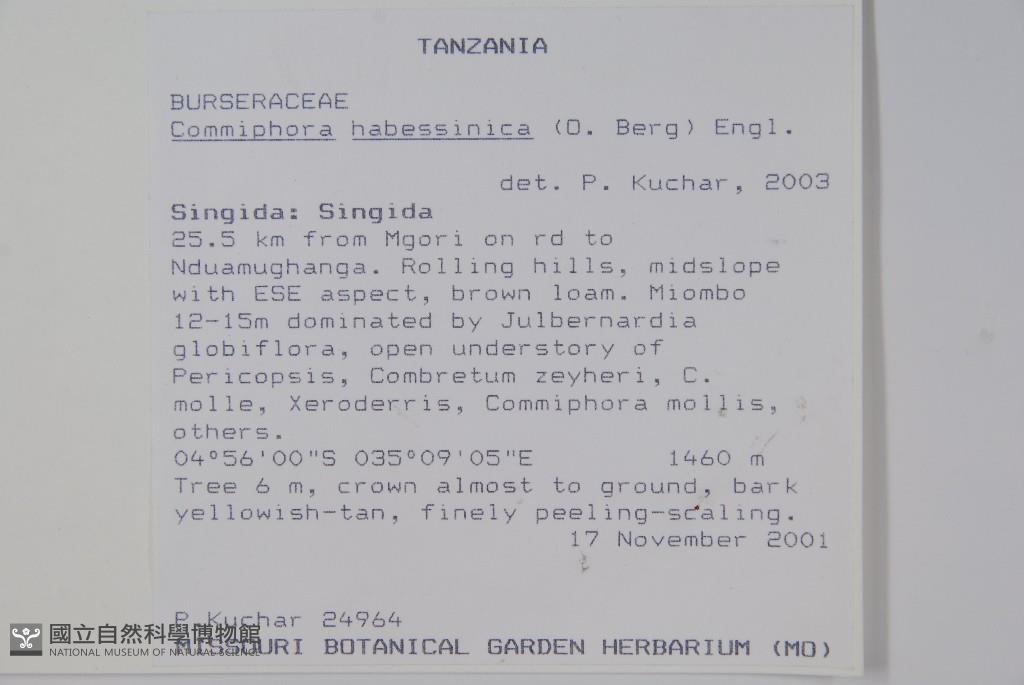 TANZANIA
BURSERACEAE
Commiphora habessinica (O. Berg) Engl.
det. P. Kuchar, 2003
Singida: Singida
25.5 km from Mgori on rd to
Nduamughanga. Rolling hills, midslope
with ESE aspect, brown loam. Miombo
12-15m dominated by Julbernardia
globiflora, open understory of
Pericopsis, Combretum zeyheri, C.
molle, Xeroderris, Commiphora mollis,
others.
04°56'00"S 035°09'05"E 1460 m
Tree 6 m, crown almost to ground, bark
yellowish-tan, finely peeling-scaling.
17 November 2001
P Kuchar 24964
MISSOURI BOTANICAL GARDEN HERBARIUM (MO)
國立自然科學博物館
NATIONAL MUSEUM OF NATURAL SCIENCE